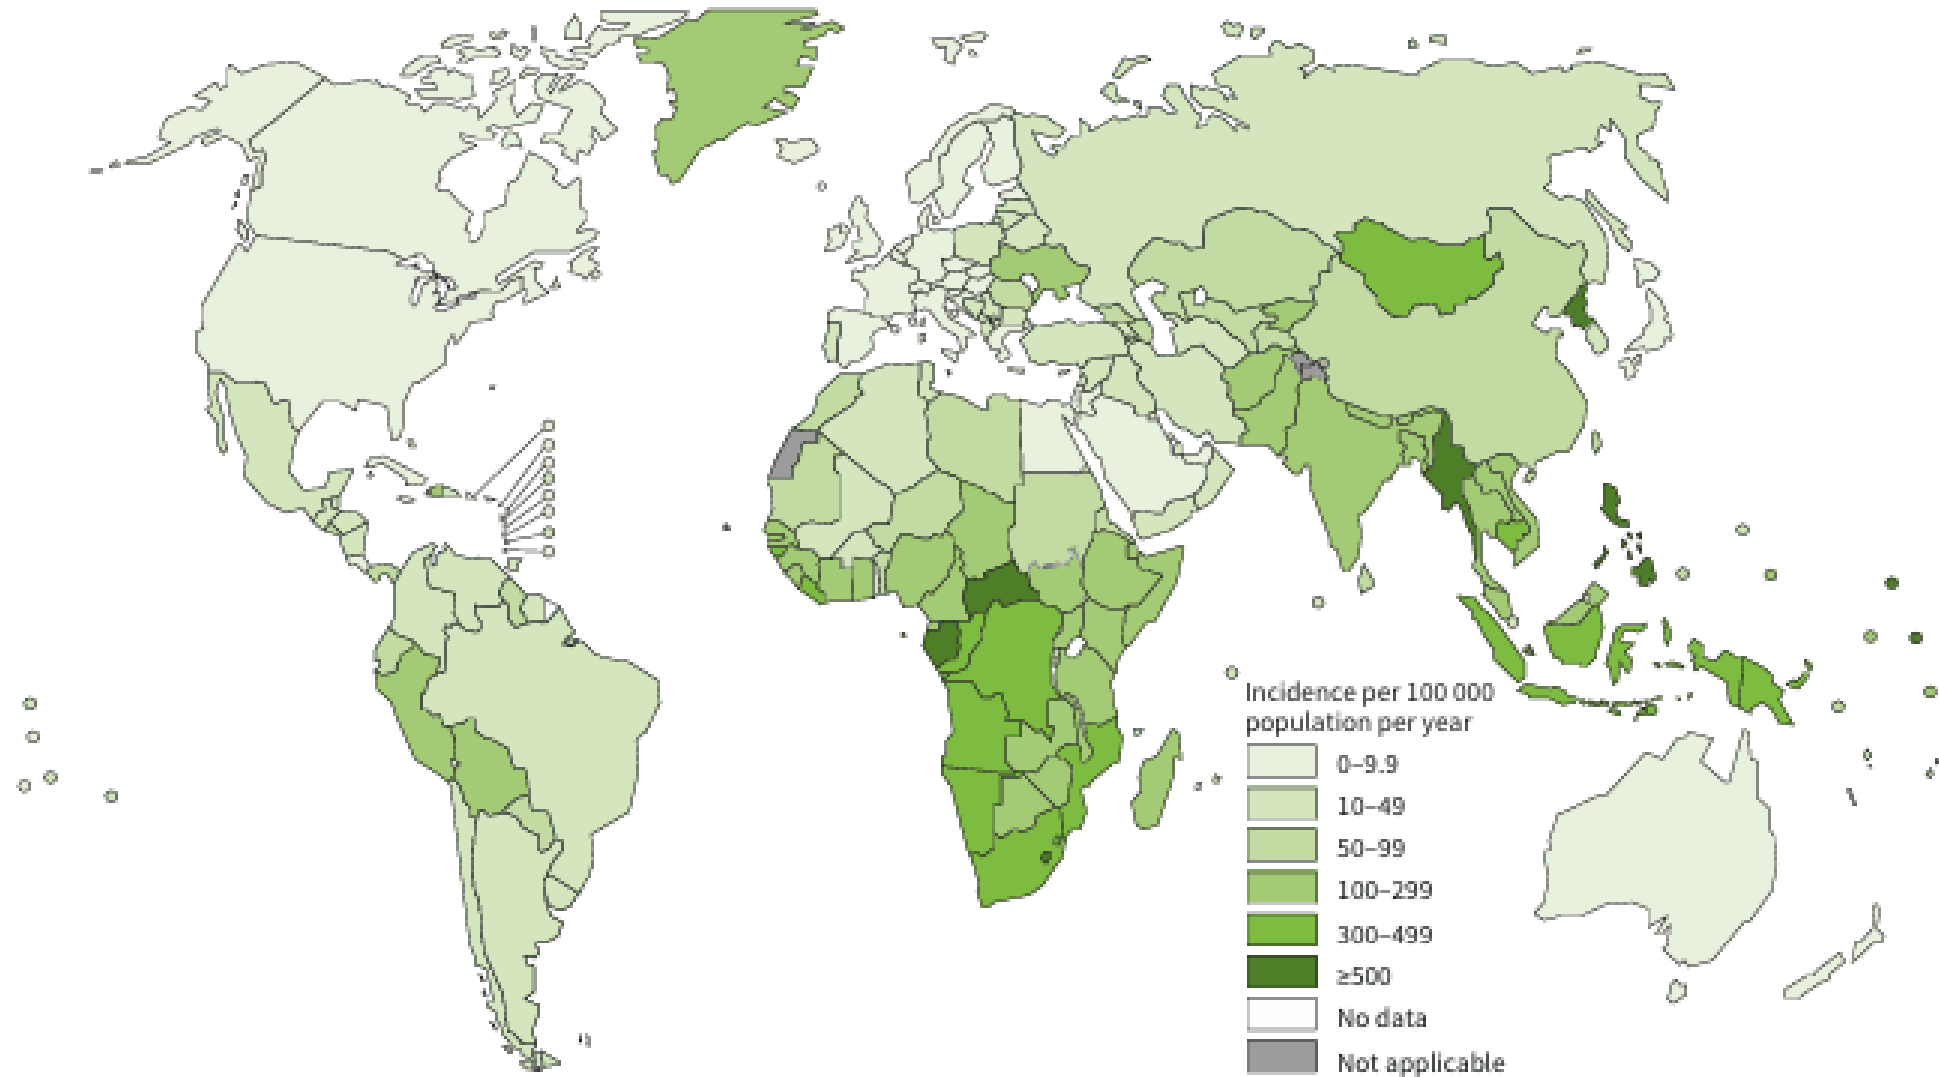 Incidence per 100 000
population per year
0–9.9
10–49
50–99
100–299
300–499
≥500
No data
Not applicable